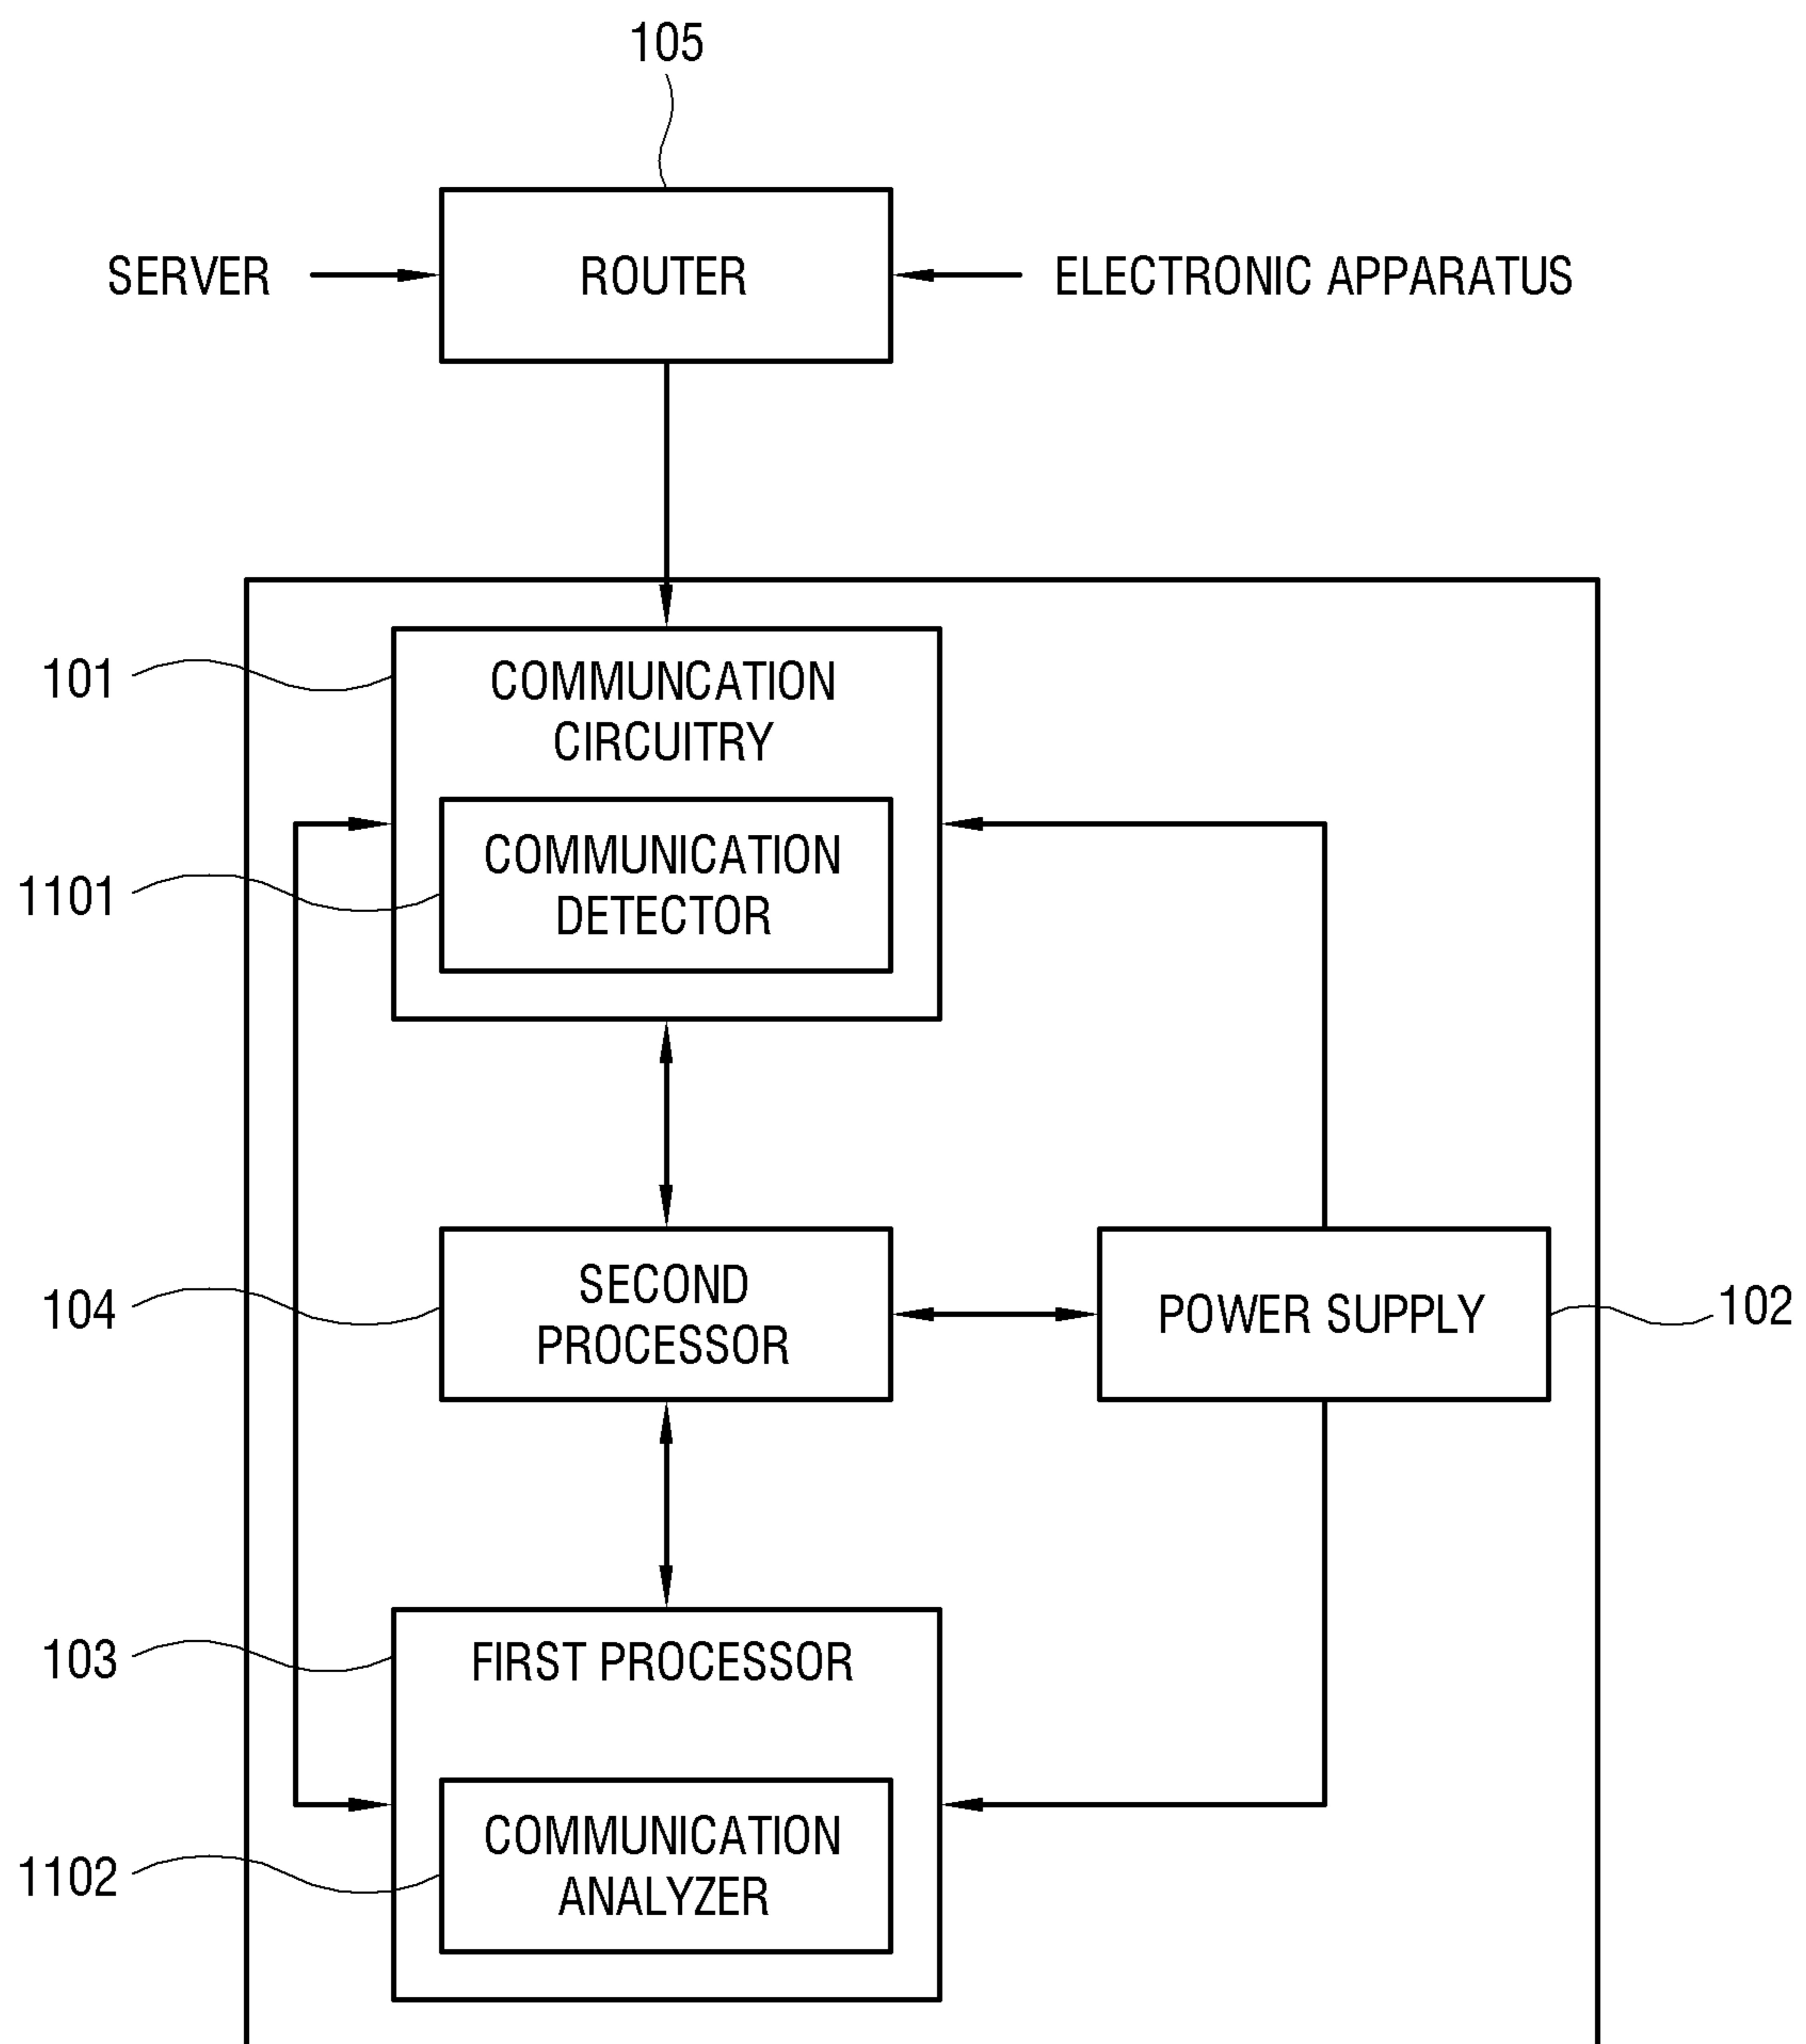 105
SERVER
ROUTER
ELECTRONIC APPARATUS
101
COMMUNCATION
CIRCUITRY
1101
COMMUNICATION
DETECTOR
104
SECOND
PROCESSOR
POWER SUPPLY
102
103
FIRST PROCESSOR
1102
COMMUNICATION
ANALYZER